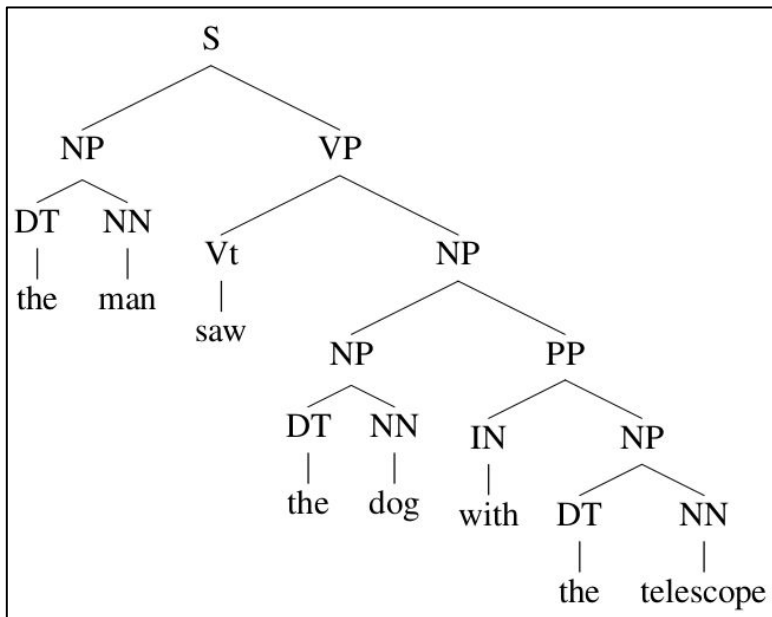 S
NP VP
DT NN Vt NP
the man saw NP PP
DT NN IN NP
the dog with DT NN
the telescope